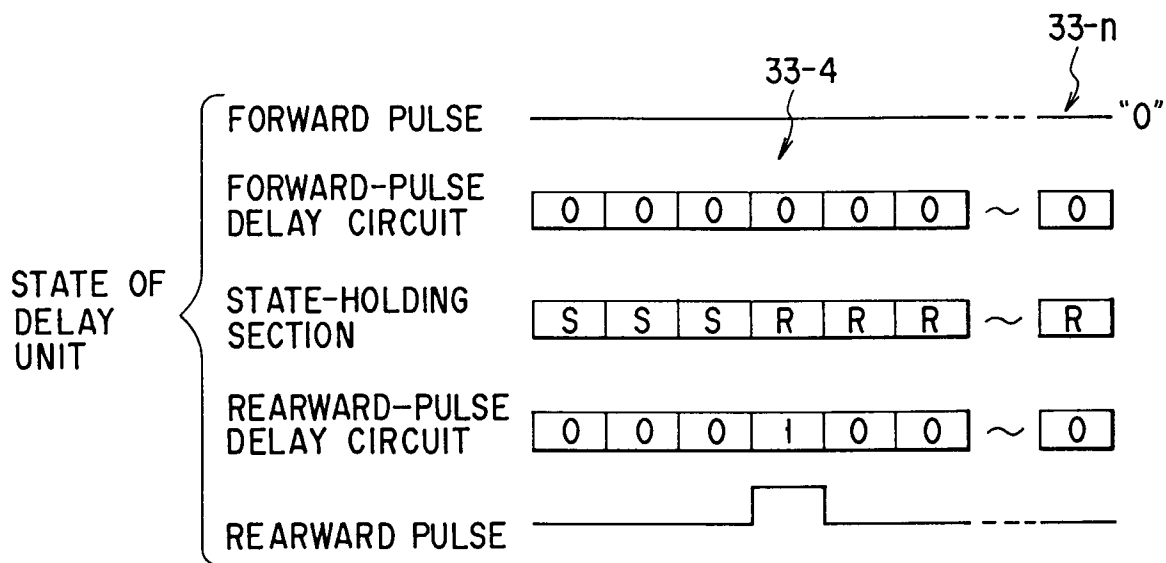 33-n
33-4
FORWARD PULSE "0"
FORWARD-PULSE
DELAY CIRCUIT
0 0 0 0 0 0 ~ 0
STATE OF
DELAY
UNIT
STATE-HOLDING
SECTION
S S S R R R ~ R
REARWARD-PULSE
DELAY CIRCUIT
0 0 0 1 0 0 ~ 0
REARWARD PULSE